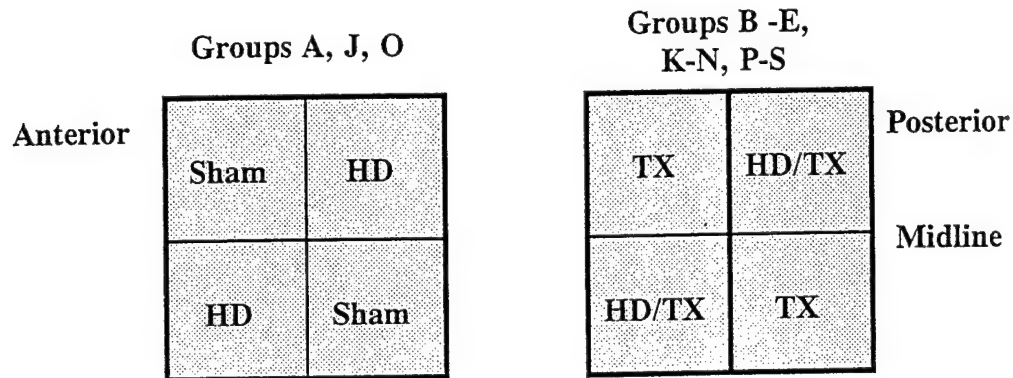 Groups A, J, O
Groups B -E,
K-N, P-S
Anterior
Posterior
Sham HD
TX HD/TX
Midline
HD Sham
HD/TX TX